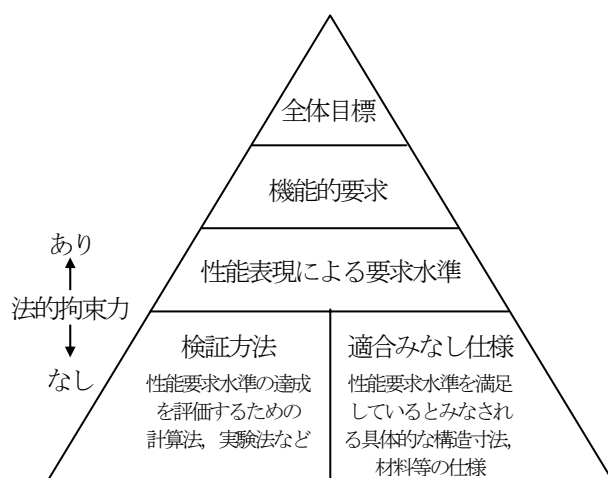 全体目標
機能的要求
性能表現による要求水準
あり
法的拘束力
なし
検証方法
性能要求水準の達成
を評価するための
計算法，実験法など
適合みなし仕様
性能要求水準を満足
しているとみなされ
る具体的な構造寸法，
材料等の仕様